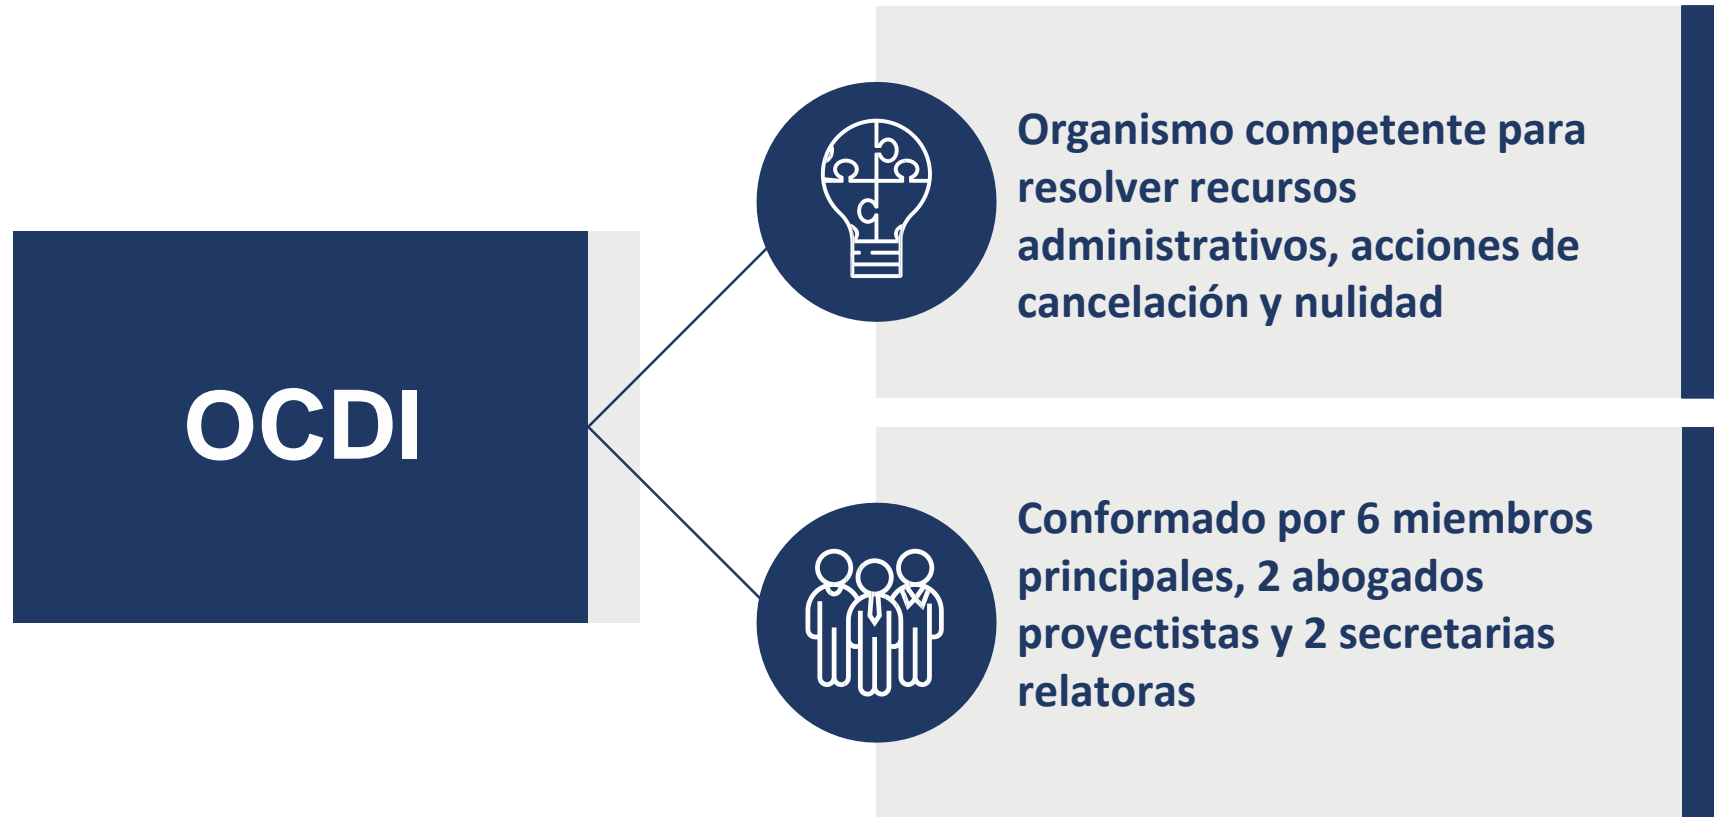 OCDI
Organismo competente para
resolver recursos
administrativos, acciones de
cancelación y nulidad
Conformado por 6 miembros
principales, 2 abogados
proyectistas y 2 secretarias
relatoras